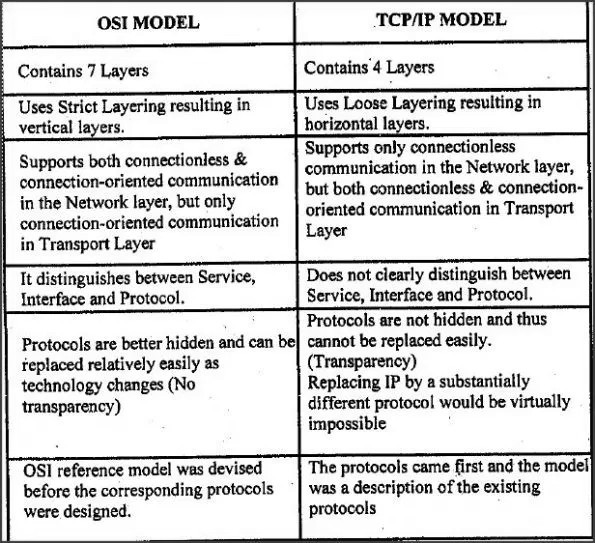 OSI MODEL
TCP/IP MODEL
Contains 7 Layers
Contains 4 Layers
Uses Strict Layering resulting in
vertical layers.
Uses Loose Layering resulting in
horizontal layers.
Supports both connectionless &
connection-oriented communication
in the Network layer, but only
connection-oriented communication
in Transport Layer
Supports only connectionless
communication in the Network layer,
but both connectionless & connection-
oriented communication in Transport
Layer
It distinguishes between Service,
Interface and Protocol.
Does not clearly distinguish between
Service, Interface and Protocol.
Protocols are better hidden and can be
replaced relatively easily as
technology changes (No
transparency)
Protocols are not hidden and thus
cannot be replaced easily.
(Transparency)
Replacing IP by a substantially
different protocol would be virtually
impossible
OSI reference model was devised
before the corresponding protocols
were designed.
The protocols came first and the model
was a description of the existing
protocols